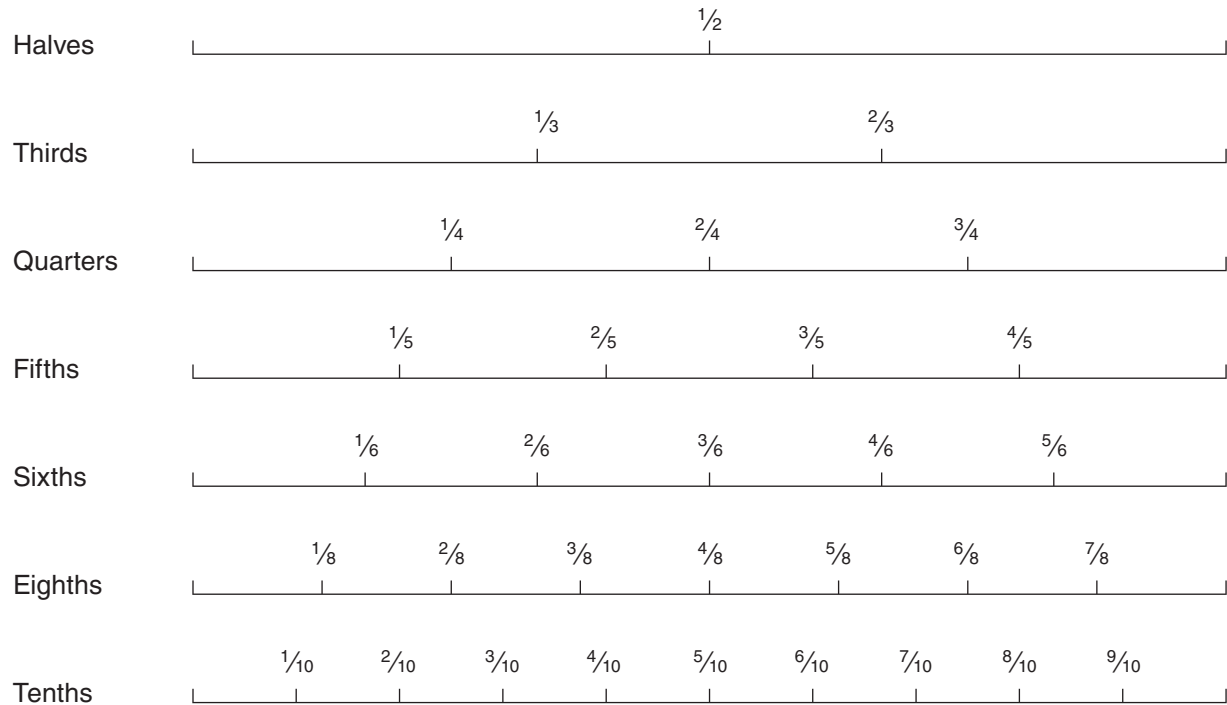 ½
Halves
⅓ ⅔
Thirds
¼ 2⁄4 ¾
Quarters
⅕ ⅖ ⅗ ⅘
Fifths
⅙ 2⁄6 3⁄6 4⁄6 ⅚
Sixths
⅛ 2⁄8 ⅜ 4⁄8 ⅝ 6⁄8 ⅞
Eighths
1⁄10 2⁄10 3⁄10 4⁄10 5⁄10 6⁄10 7⁄10 8⁄10 9⁄10
Tenths